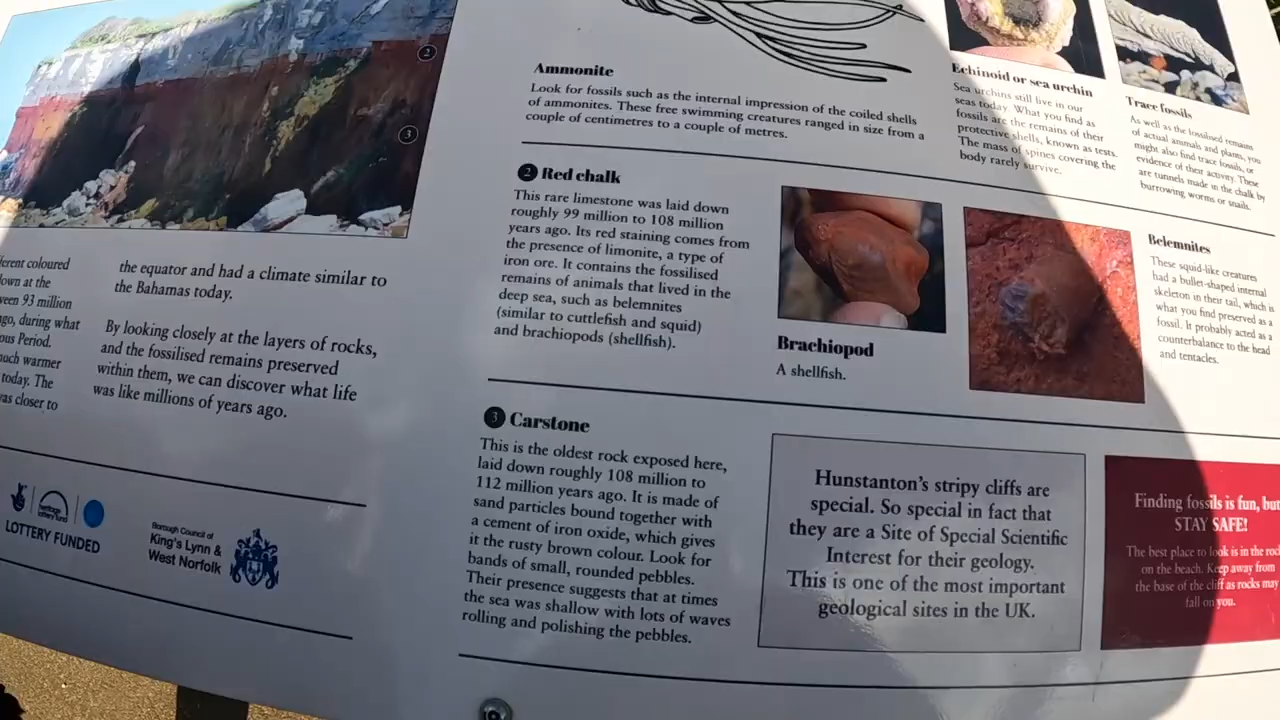 2
3
the equator and had a climate similar to
the Bahamas today.
By looking closely at the layers of rocks,
and the fossilised remains preserved
within them, we can discover what life
was like millions of years ago.
ferent coloured
own at the
ween 93 million
ago, during what
ous Period.
much warmer
today. The
was closer to
heritage
lottery fund
LOTTERY FUNDED
Borough Council of
King's Lynn &
West Norfolk
Ammonite
Look for fossils such as the internal impression of the coiled shells
of ammonites. These free swimming creatures ranged in size from a
couple of centimetres to a couple of metres.
Echinoid or sea urchin
Sea urchins still live in our
seas today. What you find as
fossils are the remains of their
protective shells, known as tests.
The mass of spines covering the
body rarely survive.
Trace fossils
As well as the fossilised remains
of actual animals and plants, you
might also find trace fossils, or
evidence of their activity. These
are tunnels made in the chalk by
burrowing worms or snails.
2 Red chalk
This rare limestone was laid down
roughly 99 million to 108 million
years ago. Its red staining comes from
the presence of limonite, a type of
iron ore. It contains the fossilised
remains of animals that lived in the
deep sea, such as belemnites
(similar to cuttlefish and squid)
and brachiopods (shellfish).
Brachiopod
A shellfish.
Belemnites
These squid-like creatures
had a bullet-shaped internal
skeleton in their tail, which is
what you find preserved as a
fossil. It probably acted as a
counterbalance to the head
and tentacles.
3 Carstone
This is the oldest rock exposed here,
laid down roughly 108 million to
112 million years ago. It is made of
sand particles bound together with
a cement of iron oxide, which gives
it the rusty brown colour. Look for
bands of small, rounded pebbles.
Their presence suggests that at times
the sea was shallow with lots of waves
rolling and polishing the pebbles.
Hunstanton's stripy cliffs are
special. So special in fact that
they are a Site of Special Scientific
Interest for their geology.
This is one of the most important
geological sites in the UK.
Finding fossils is fun, but
STAY SAFE!
The best place to look is in the rock
on the beach. Keep away from
the base of the cliff as rocks may
fall on you.